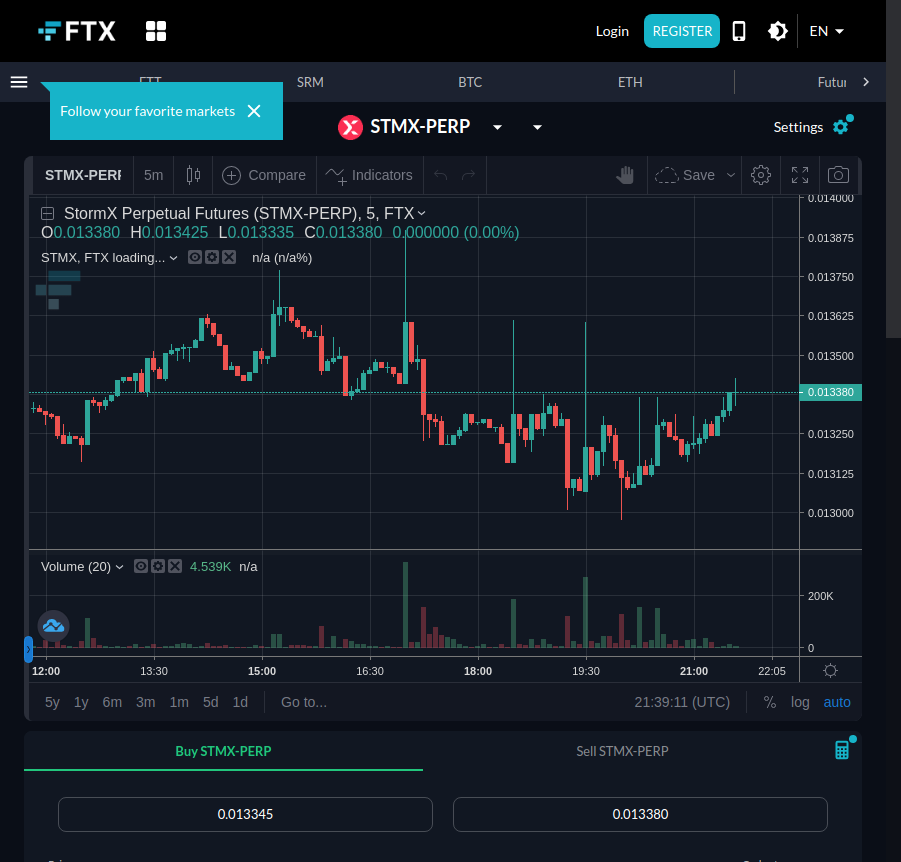 FTX
Login
REGISTER
EN
FTT
SRM
BTC
ETH
Futur
Follow your favorite markets
STMX-PERP
Settings
STMX-PERP
5m
Compare
Indicators
Save
StormX Perpetual Futures (STMX-PERP), 5, FTX
O0.013380 H0.013425 L0.013335 C0.013380 0.000000 (0.00%)
STMX, FTX loading... n/a (n/a%)
0.014000
0.013875
0.013750
0.013625
0.013500
0.013380
0.013250
0.013125
0.013000
Volume (20) 4.539K n/a
200K
0
12:00 13:30 15:00 16:30 18:00 19:30 21:00 22:05
5y 1y 6m 3m 1m 5d 1d Go to... 21:39:11 (UTC) % log auto
Buy STMX-PERP
Sell STMX-PERP
0.013345
0.013380